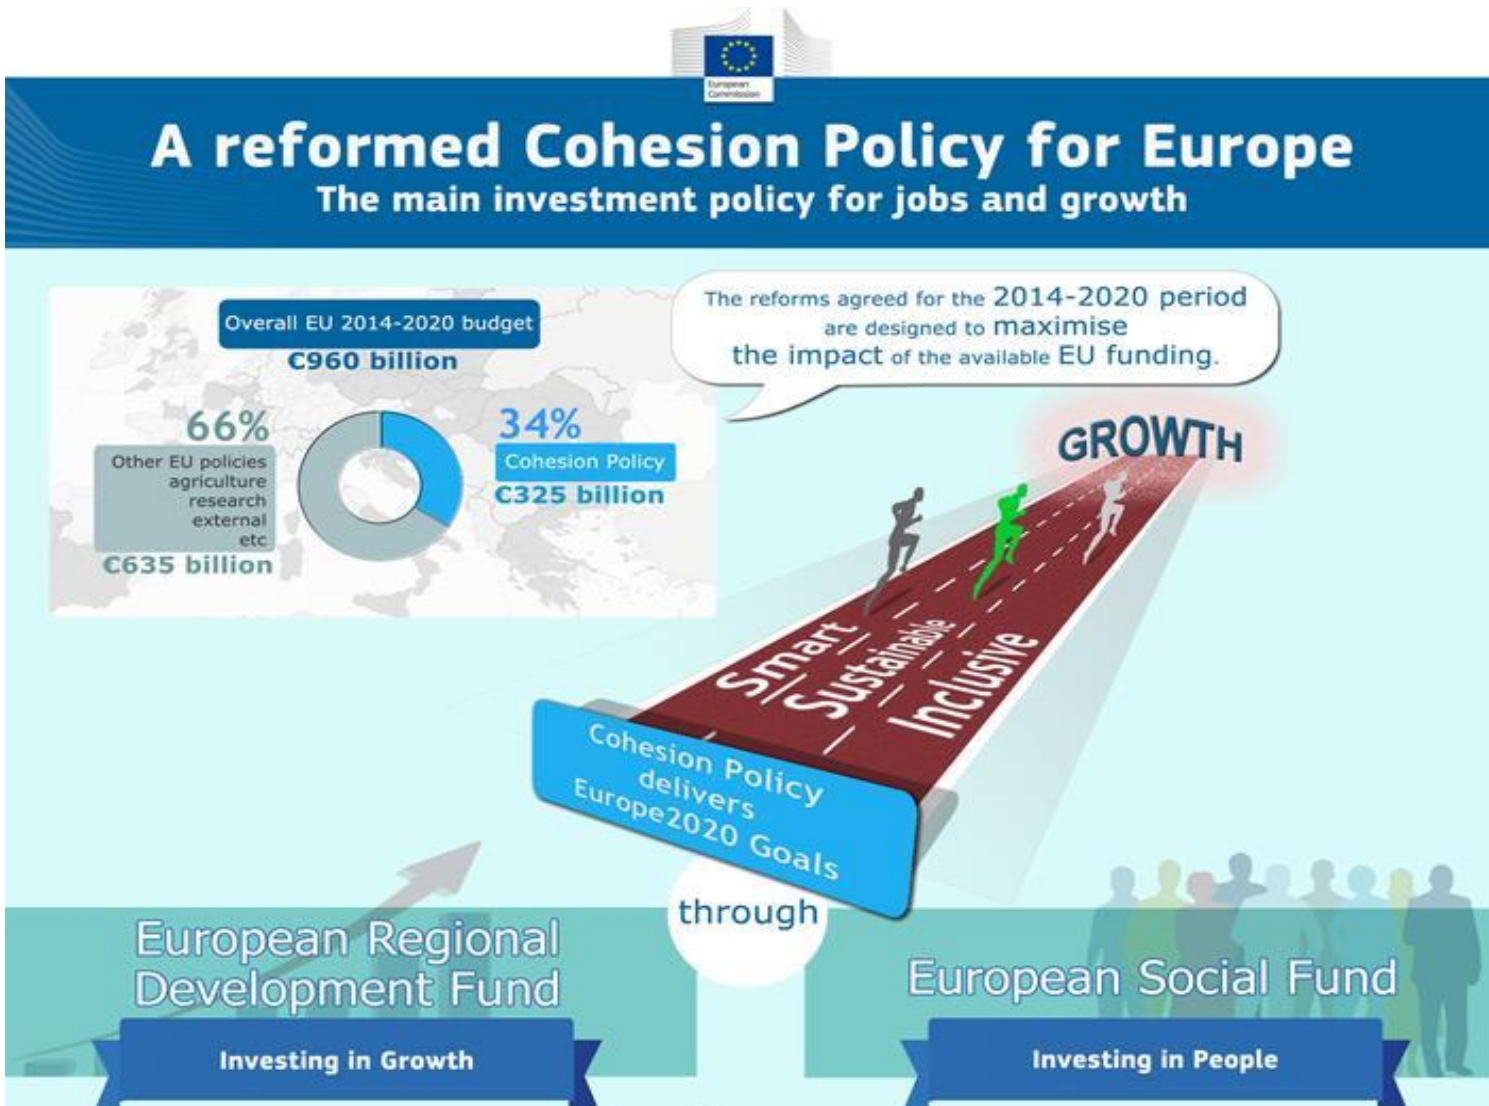 European
Commission
A reformed Cohesion Policy for Europe
The main investment policy for jobs and growth
Overall EU 2014-2020 budget
€960 billion
66%
Other EU policies
agriculture
research
external
etc
€635 billion
34%
Cohesion Policy
€325 billion
The reforms agreed for the 2014-2020 period
are designed to maximise
the impact of the available EU funding.
GROWTH
Smart
Sustainable
Inclusive
Cohesion Policy
delivers
Europe2020 Goals
through
European Regional
Development Fund
Investing in Growth
European Social Fund
Investing in People